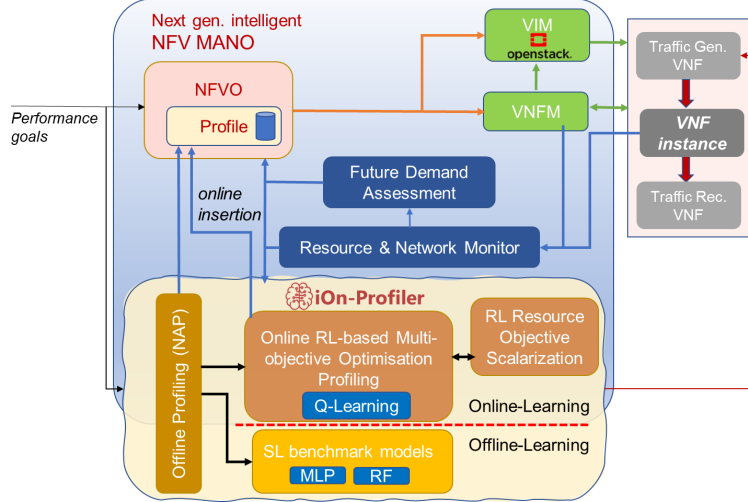 Next gen. intelligent
NFV MANO
VIM
openstack.
Traffic Gen.
VNF
NFVO
Profile
VNFM
Performance
goals
VNF
instance
online
insertion
Future Demand
Assessment
Traffic Rec.
VNF
Resource & Network Monitor
iOn-Profiler
Offline Profiling (NAP)
Online RL-based Multi-
objective Optimisation
Profiling
Q-Learning
RL Resource
Objective
Scalarization
Online-Learning
Offline-Learning
SL benchmark models
MLP
RF